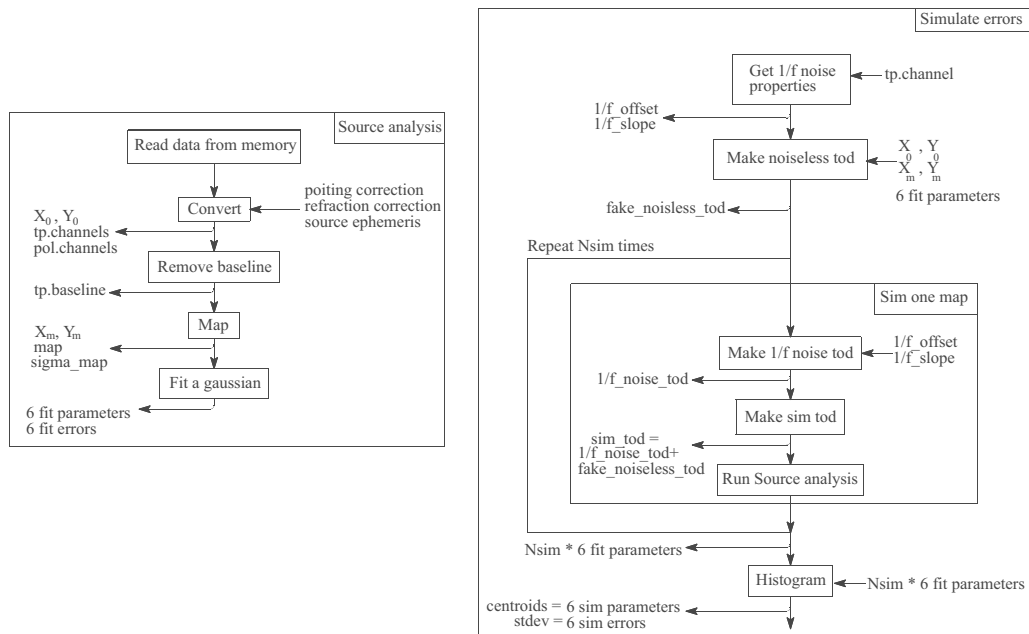 Source analysis
Read data from memory
Convert
poiting correction
refraction correction
source ephemeris
X0 , Y0
tp.channels
pol.channels
Remove baseline
tp.baseline
Map
Xm, Ym
map
sigma_map
Fit a gaussian
6 fit parameters
6 fit errors
Simulate errors
Get 1/f noise
properties
tp.channel
1/f_offset
1/f_slope
Make noiseless tod
X0 , Y0
Xm , Ym
6 fit parameters
fake_noisless_tod
Repeat Nsim times
Sim one map
Make 1/f noise tod
1/f_offset
1/f_slope
1/f_noise_tod
Make sim tod
sim_tod =
1/f_noise_tod+
fake_noiseless_tod
Run Source analysis
Nsim * 6 fit parameters
Histogram
Nsim * 6 fit parameters
centroids = 6 sim parameters
stdev = 6 sim errors